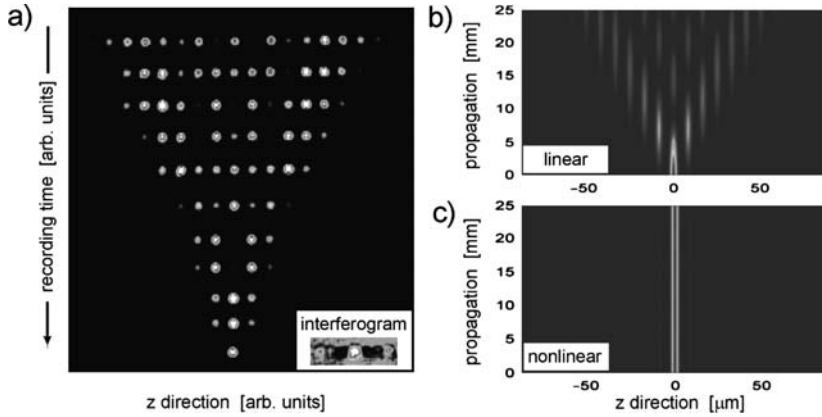 a)
recording time [arb. units]
interferogram
z direction [arb. units]
b)
propagation [mm]
25
20
15
10
5
0
linear
-50 0 50
c)
propagation [mm]
25
20
15
10
5
0
nonlinear
-50 0 50
z direction [μm]